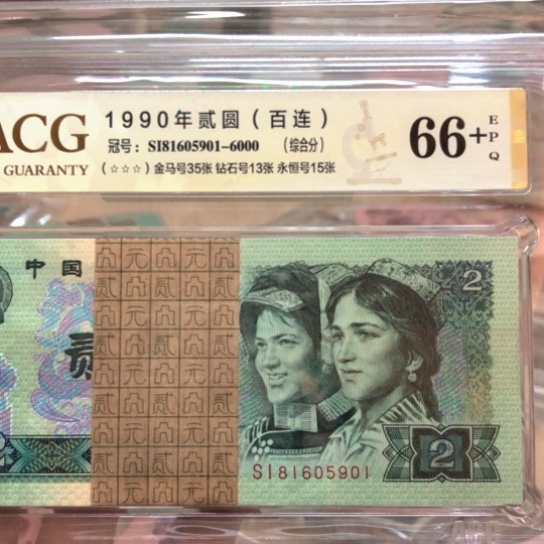 ACG
GUARANTY
1990年贰圆（百连）
冠号：SI81605901-6000 （综合分）
(☆☆☆) 金马号35张 钻石号13张 永恒号15张
66+
EPQ
中国
贰
2
SI81605901
2